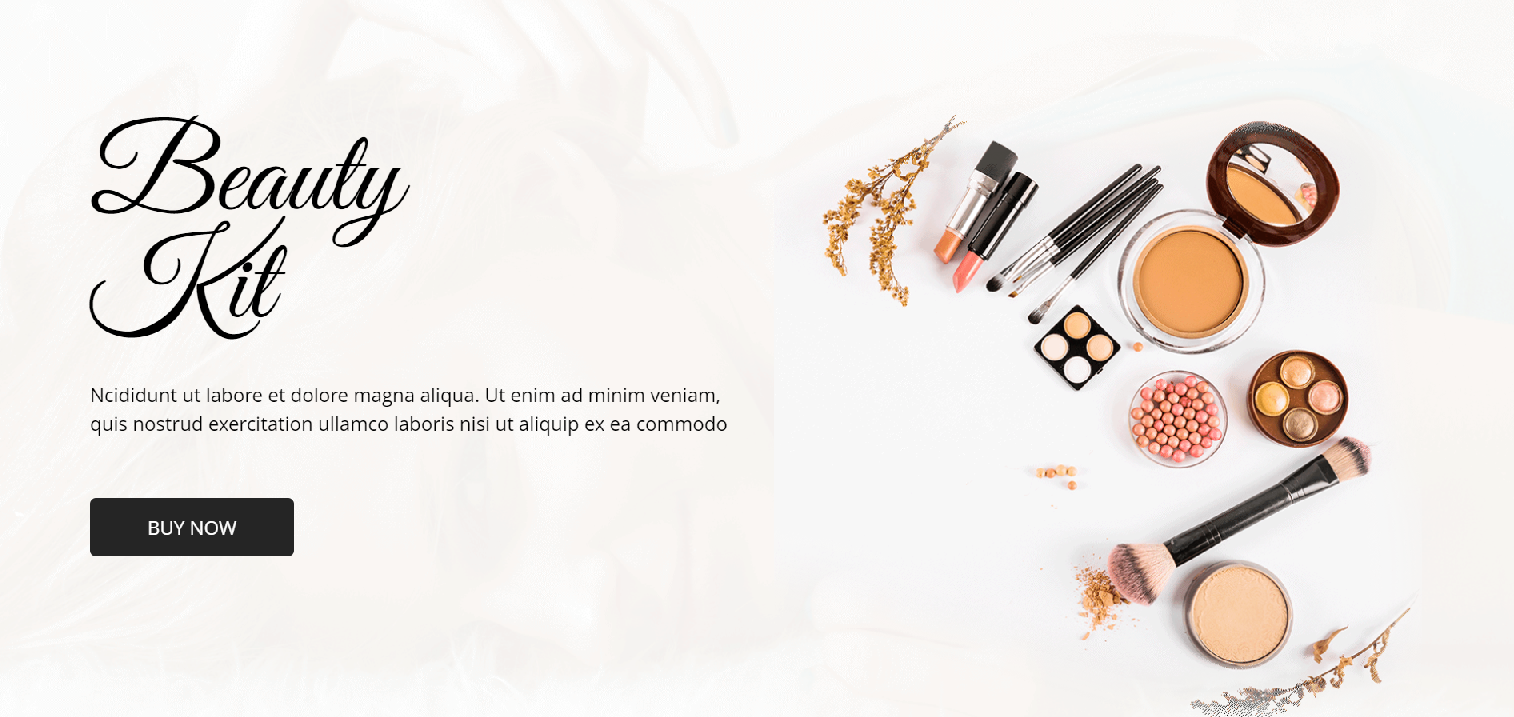 Beauty
Kit
Ncididunt ut labore et dolore magna aliqua. Ut enim ad minim veniam,
quis nostrud exercitation ullamco laboris nisi ut aliquip ex ea commodo
BUY NOW